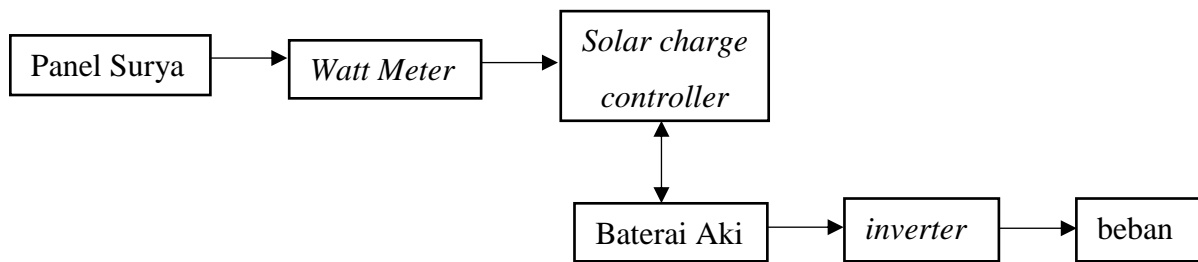 Panel Surya
Watt Meter
Solar charge
controller
Baterai Aki
inverter
beban